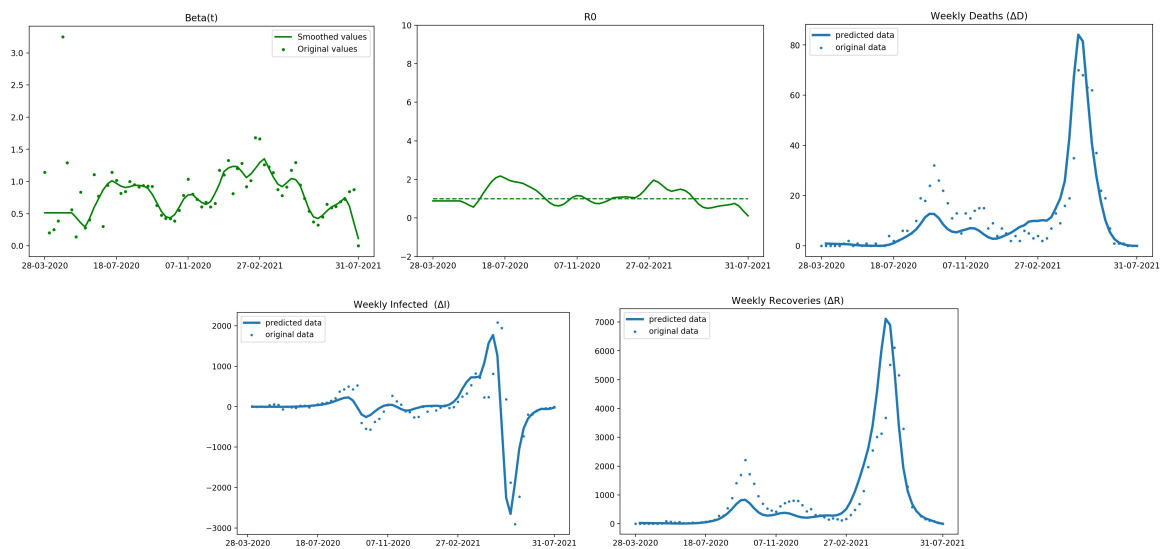 Beta(t)
Smoothed values
Original values
3.0
2.5
2.0
1.5
1.0
0.5
0.0
28-03-2020 18-07-2020 07-11-2020 27-02-2021 31-07-2021
R0
10
8
6
4
2
0
−2
28-03-2020 18-07-2020 07-11-2020 27-02-2021 31-07-2021
Weekly Deaths (ΔD)
predicted data
original data
80
60
40
20
0
28-03-2020 18-07-2020 07-11-2020 27-02-2021 31-07-2021
Weekly Infected (ΔI)
predicted data
original data
2000
1000
0
−1000
−2000
−3000
28-03-2020 18-07-2020 07-11-2020 27-02-2021 31-07-2021
Weekly Recoveries (ΔR)
predicted data
original data
7000
6000
5000
4000
3000
2000
1000
0
28-03-2020 18-07-2020 07-11-2020 27-02-2021 31-07-2021